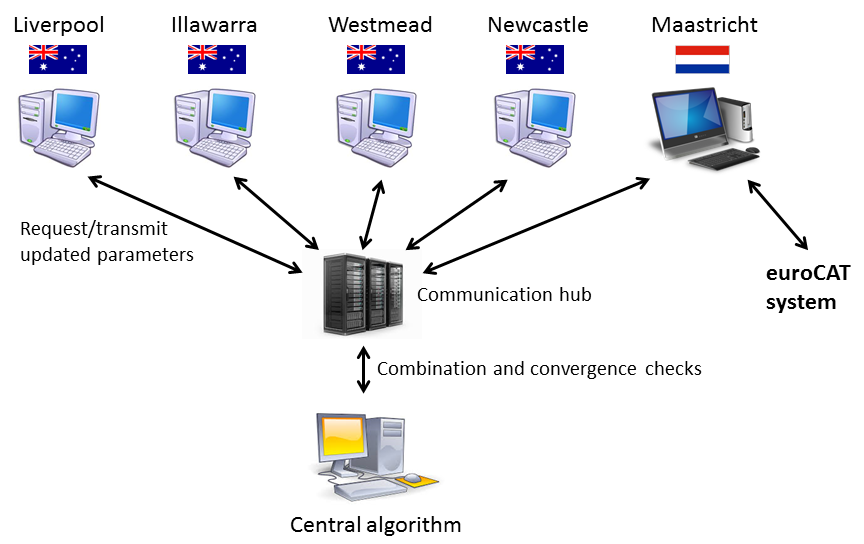 Liverpool
Illawarra
Westmead
Newcastle
Maastricht
Request/transmit
updated parameters
euroCAT
system
Communication hub
Combination and convergence checks
Central algorithm